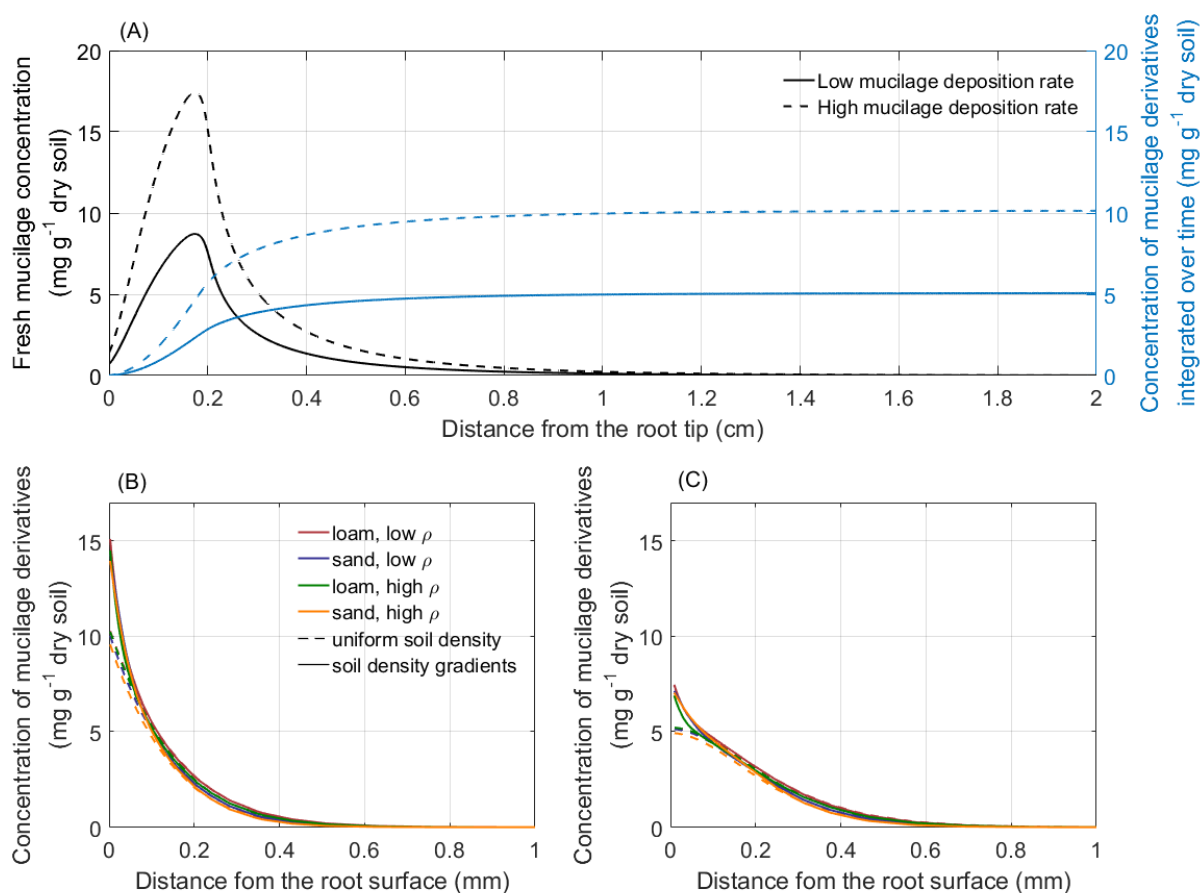 (A)
Fresh mucilage concentration
(mg g⁻¹ dry soil)
20
15
10
5
0
Low mucilage deposition rate
High mucilage deposition rate
20
15
10
5
0
Concentration of mucilage derivatives
integrated over time (mg g⁻¹ dry soil)
0
0.2
0.4
0.6
0.8
1
1.2
1.4
1.6
1.8
2
Distance from the root tip (cm)
(B)
Concentration of mucilage derivatives
(mg g⁻¹ dry soil)
15
10
5
0
loam, low ρ
sand, low ρ
loam, high ρ
sand, high ρ
uniform soil density
soil density gradients
0
0.2
0.4
0.6
0.8
1
Distance fom the root surface (mm)
(C)
Concentration of mucilage derivatives
(mg g⁻¹ dry soil)
15
10
5
0
0
0.2
0.4
0.6
0.8
1
Distance fom the root surface (mm)